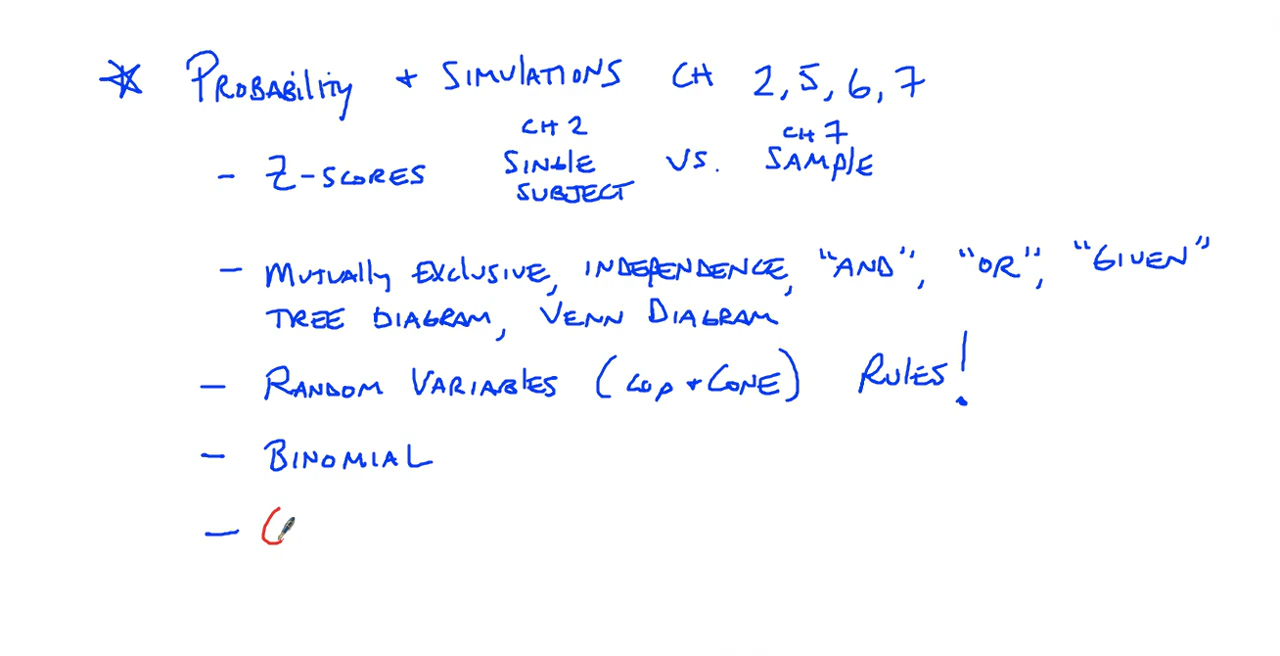 * PROBABILITY + SIMULATIONS CH 2, 5, 6, 7
CH 2 CH 7
- Z-SCORES SINGLE VS. SAMPLE
SUBJECT
- MUTUALLY EXCLUSIVE, INDEPENDENCE, "AND", "OR", "GIVEN"
TREE DIAGRAM, VENN DIAGRAM
- RANDOM VARIABLES (CUP + CONE) RULES!
- BINOMIAL
- (